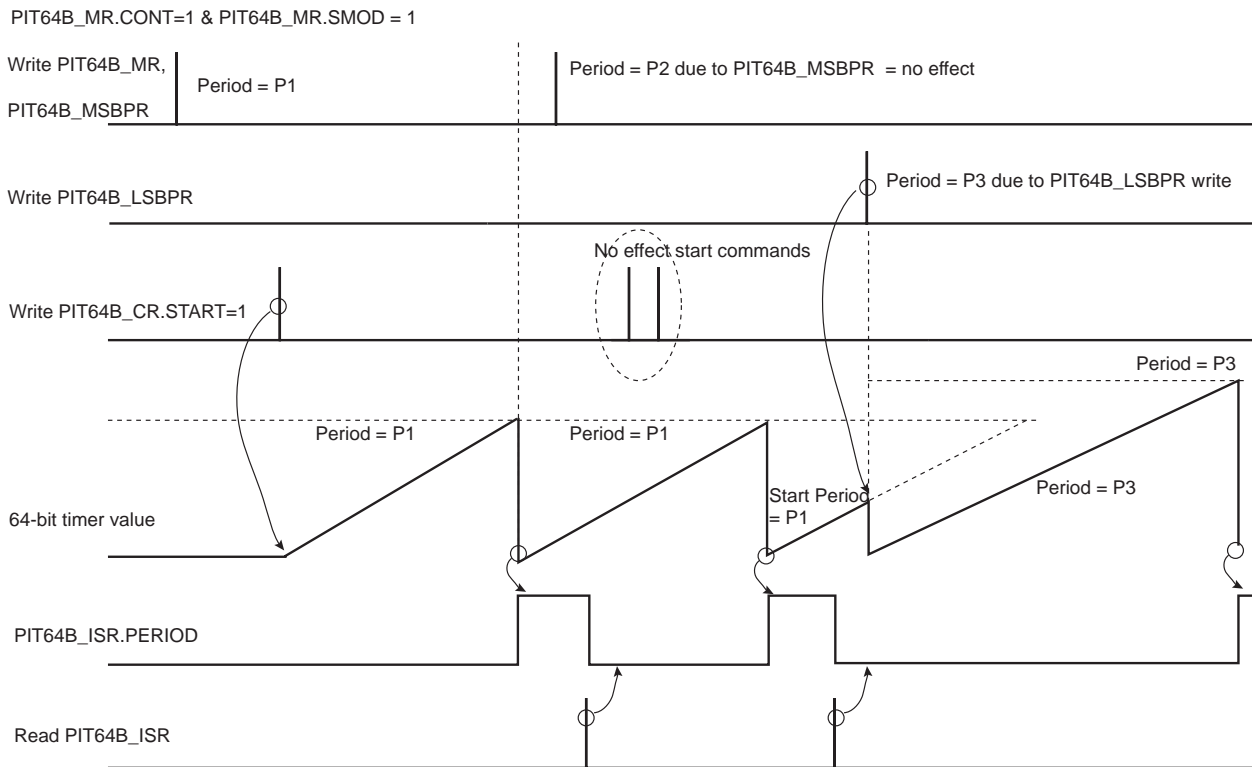 PIT64B_MR.CONT=1 & PIT64B_MR.SMOD = 1
Write PIT64B_MR,
PIT64B_MSBPR
Period = P1
Period = P2 due to PIT64B_MSBPR = no effect
Write PIT64B_LSBPR
Period = P3 due to PIT64B_LSBPR write
No effect start commands
Write PIT64B_CR.START=1
Period = P3
Period = P1
Period = P1
Start Period
= P1
Period = P3
64-bit timer value
PIT64B_ISR.PERIOD
Read PIT64B_ISR